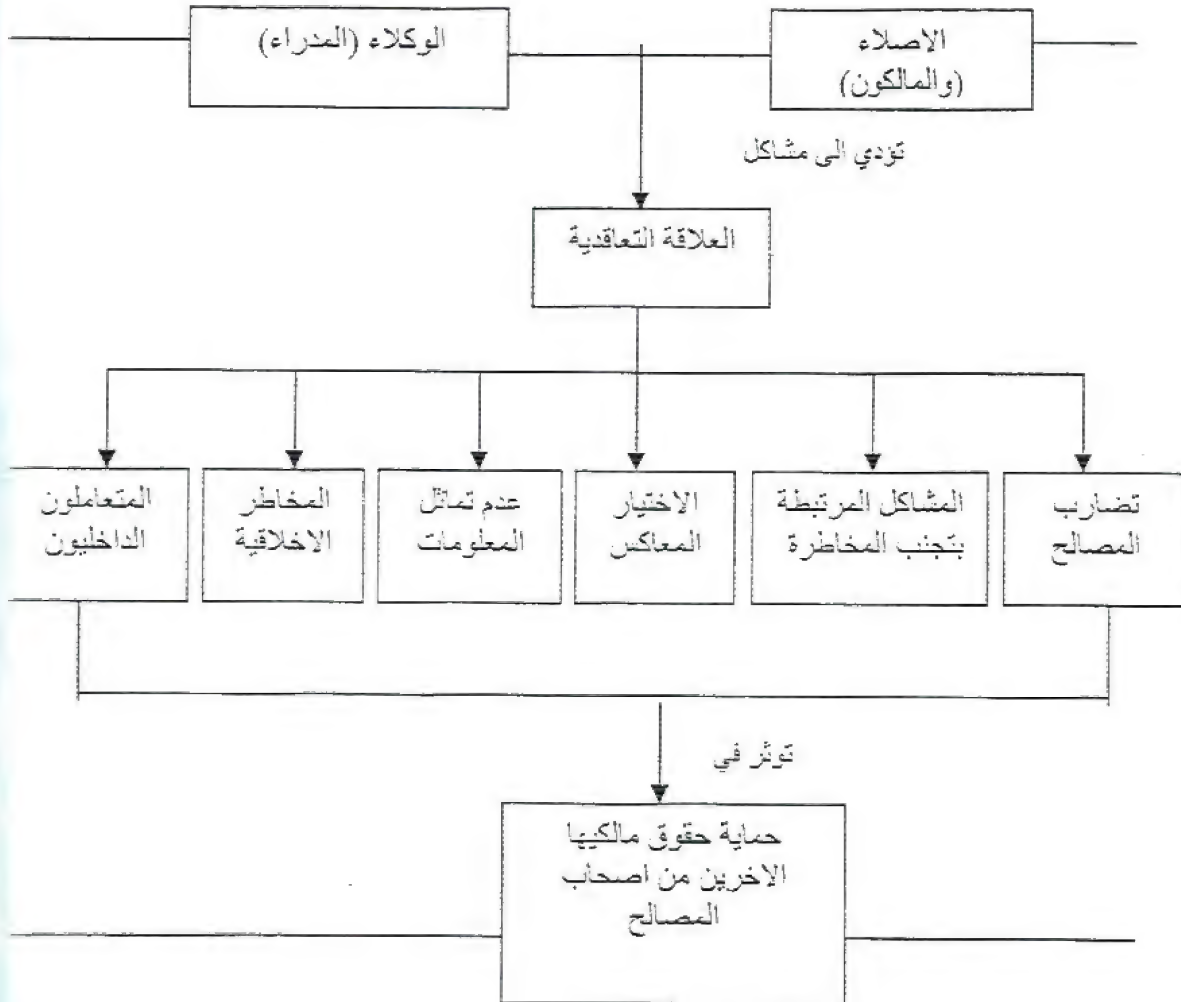 الاصلاء
(والمالكون)
الوكلاء (المدراء)
تؤدي الى مشاكل
العلاقة التعاقدية
تضارب
المصالح
المشاكل المرتبطة
بتجنب المخاطرة
الاختيار
المعاكس
عدم تماثل
المعلومات
المخاطر
الاخلاقية
المتعاملون
الداخليون
توثر في
حماية حقوق مالكيها
الاخرين من اصحاب
المصالح